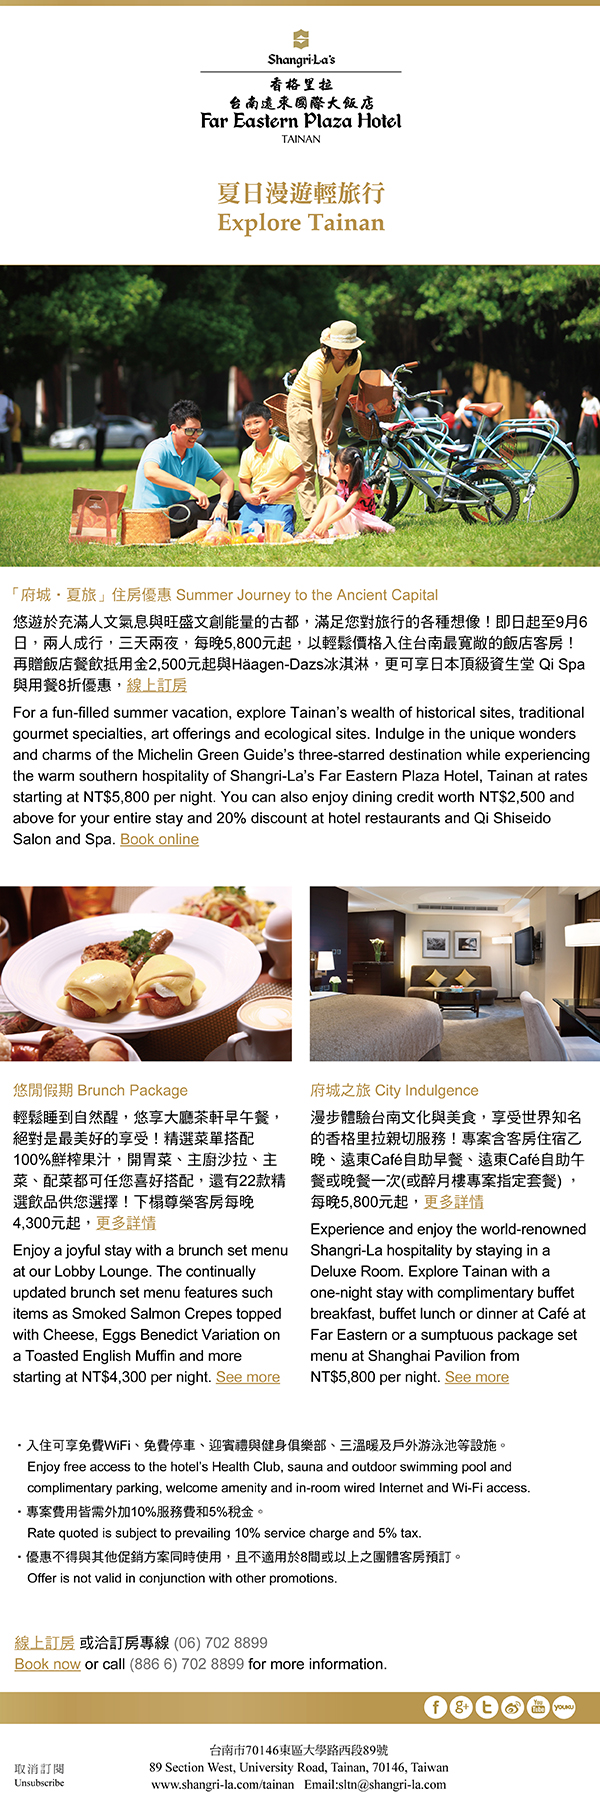 Shangri-La's
香格里拉
台南遠東國際大飯店
Far Eastern Plaza Hotel
TAINAN
夏日漫遊輕旅行
Explore Tainan
「府城・夏旅」住房優惠 Summer Journey to the Ancient Capital
悠遊於充滿人文氣息與旺盛文創能量的古都，滿足您對旅行的各種想像！即日起至9月6
日，兩人成行，三天兩夜，每晚5,800元起，以輕鬆價格入住台南最寬敞的飯店客房！
再贈飯店餐飲抵用金2,500元起與Häagen-Dazs冰淇淋，更可享日本頂級資生堂 Qi Spa
與用餐8折優惠，線上訂房
For a fun-filled summer vacation, explore Tainan's wealth of historical sites, traditional
gourmet specialties, art offerings and ecological sites. Indulge in the unique wonders
and charms of the Michelin Green Guide's three-starred destination while experiencing
the warm southern hospitality of Shangri-La's Far Eastern Plaza Hotel, Tainan at rates
starting at NT$5,800 per night. You can also enjoy dining credit worth NT$2,500 and
above for your entire stay and 20% discount at hotel restaurants and Qi Shiseido
Salon and Spa. Book online
悠閒假期 Brunch Package
輕鬆睡到自然醒，悠享大廳茶軒早午餐，
絕對是最美好的享受！精選菜單搭配
100%鮮榨果汁，開胃菜、主廚沙拉、主
菜、配菜都可任您喜好搭配，還有22款精
選飲品供您選擇！下榻尊榮客房每晚
4,300元起，更多詳情
Enjoy a joyful stay with a brunch set menu
at our Lobby Lounge. The continually
updated brunch set menu features such
items as Smoked Salmon Crepes topped
with Cheese, Eggs Benedict Variation on
a Toasted English Muffin and more
starting at NT$4,300 per night. See more
府城之旅 City Indulgence
漫步體驗台南文化與美食，享受世界知名
的香格里拉親切服務！專案含客房住宿乙
晚、遠東Café自助早餐、遠東Café自助午
餐或晚餐一次(或醉月樓專案指定套餐) ，
每晚5,800元起，更多詳情
Experience and enjoy the world-renowned
Shangri-La hospitality by staying in a
Deluxe Room. Explore Tainan with a
one-night stay with complimentary buffet
breakfast, buffet lunch or dinner at Café at
Far Eastern or a sumptuous package set
menu at Shanghai Pavilion from
NT$5,800 per night. See more
・入住可享免費WiFi、免費停車、迎賓禮與健身俱樂部、三溫暖及戶外游泳池等設施。
Enjoy free access to the hotel's Health Club, sauna and outdoor swimming pool and
complimentary parking, welcome amenity and in-room wired Internet and Wi-Fi access.
・專案費用皆需外加10%服務費和5%稅金。
Rate quoted is subject to prevailing 10% service charge and 5% tax.
・優惠不得與其他促銷方案同時使用，且不適用於8間或以上之團體客房預訂。
Offer is not valid in conjunction with other promotions.
線上訂房 或洽訂房專線 (06) 702 8899
Book now or call (886 6) 702 8899 for more information.
f g+ t You Tube YOUKU
台南市70146東區大學路西段89號
89 Section West, University Road, Tainan, 70146, Taiwan
www.shangri-la.com/tainan Email:sltn@shangri-la.com
取消訂閱
Unsubscribe